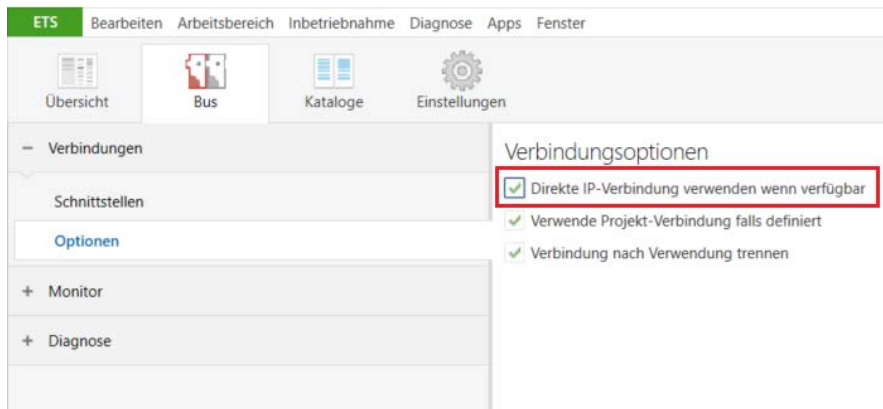 ETS Bearbeiten Arbeitsbereich Inbetriebnahme Diagnose Apps Fenster
Übersicht Bus Kataloge Einstellungen
Verbindungen
Schnittstellen
Optionen
Monitor
Diagnose
Verbindungsoptionen
Direkte IP-Verbindung verwenden wenn verfügbar
Verwende Projekt-Verbindung falls definiert
Verbindung nach Verwendung trennen